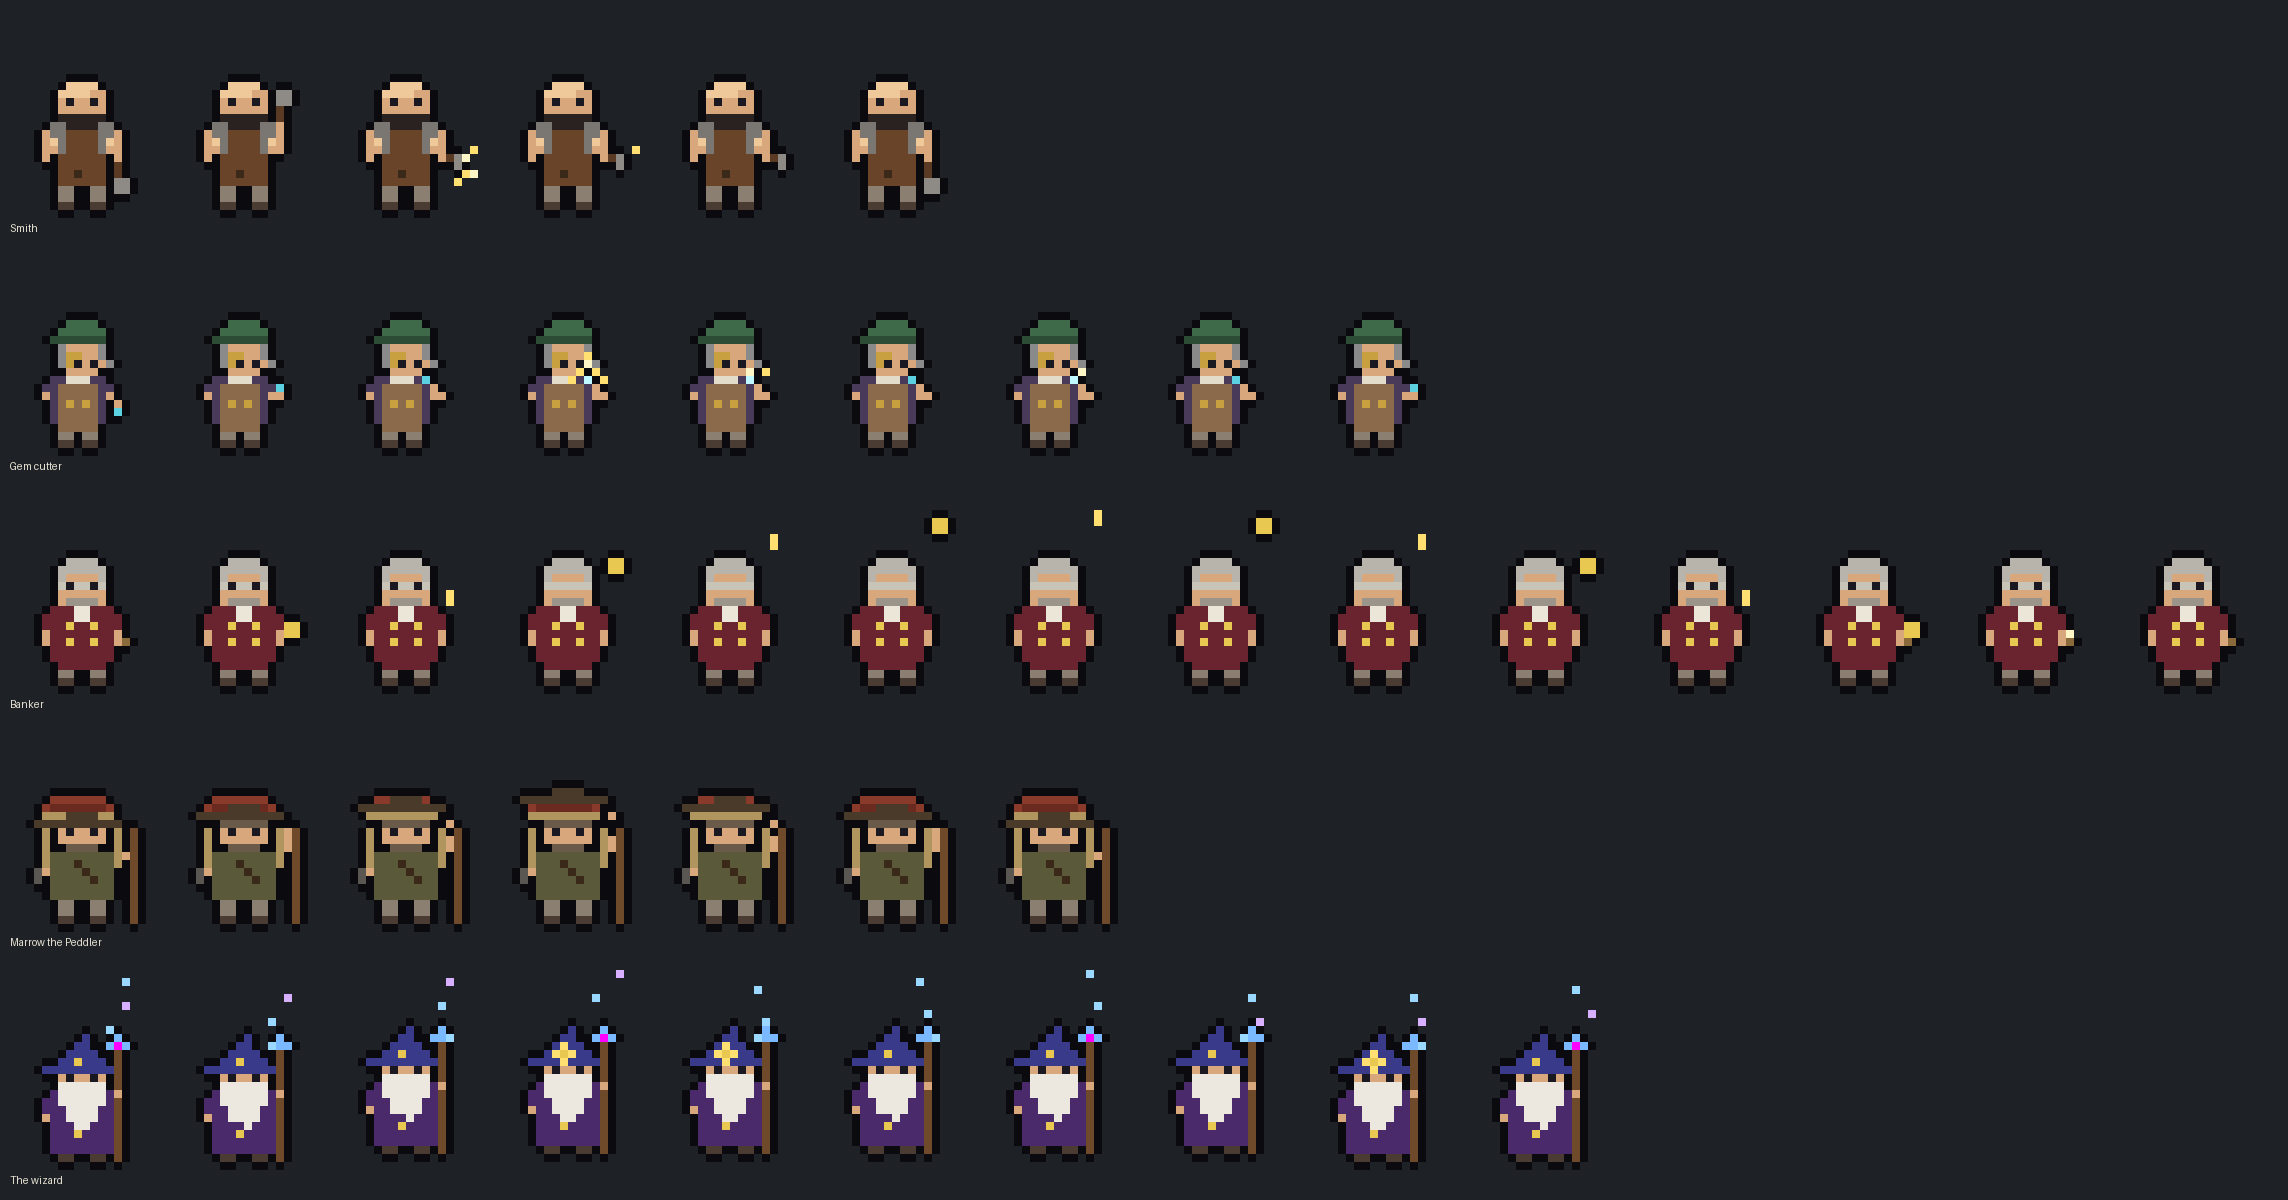 Smith
Gem cutter
Banker
Marrow the Peddler
The wizard